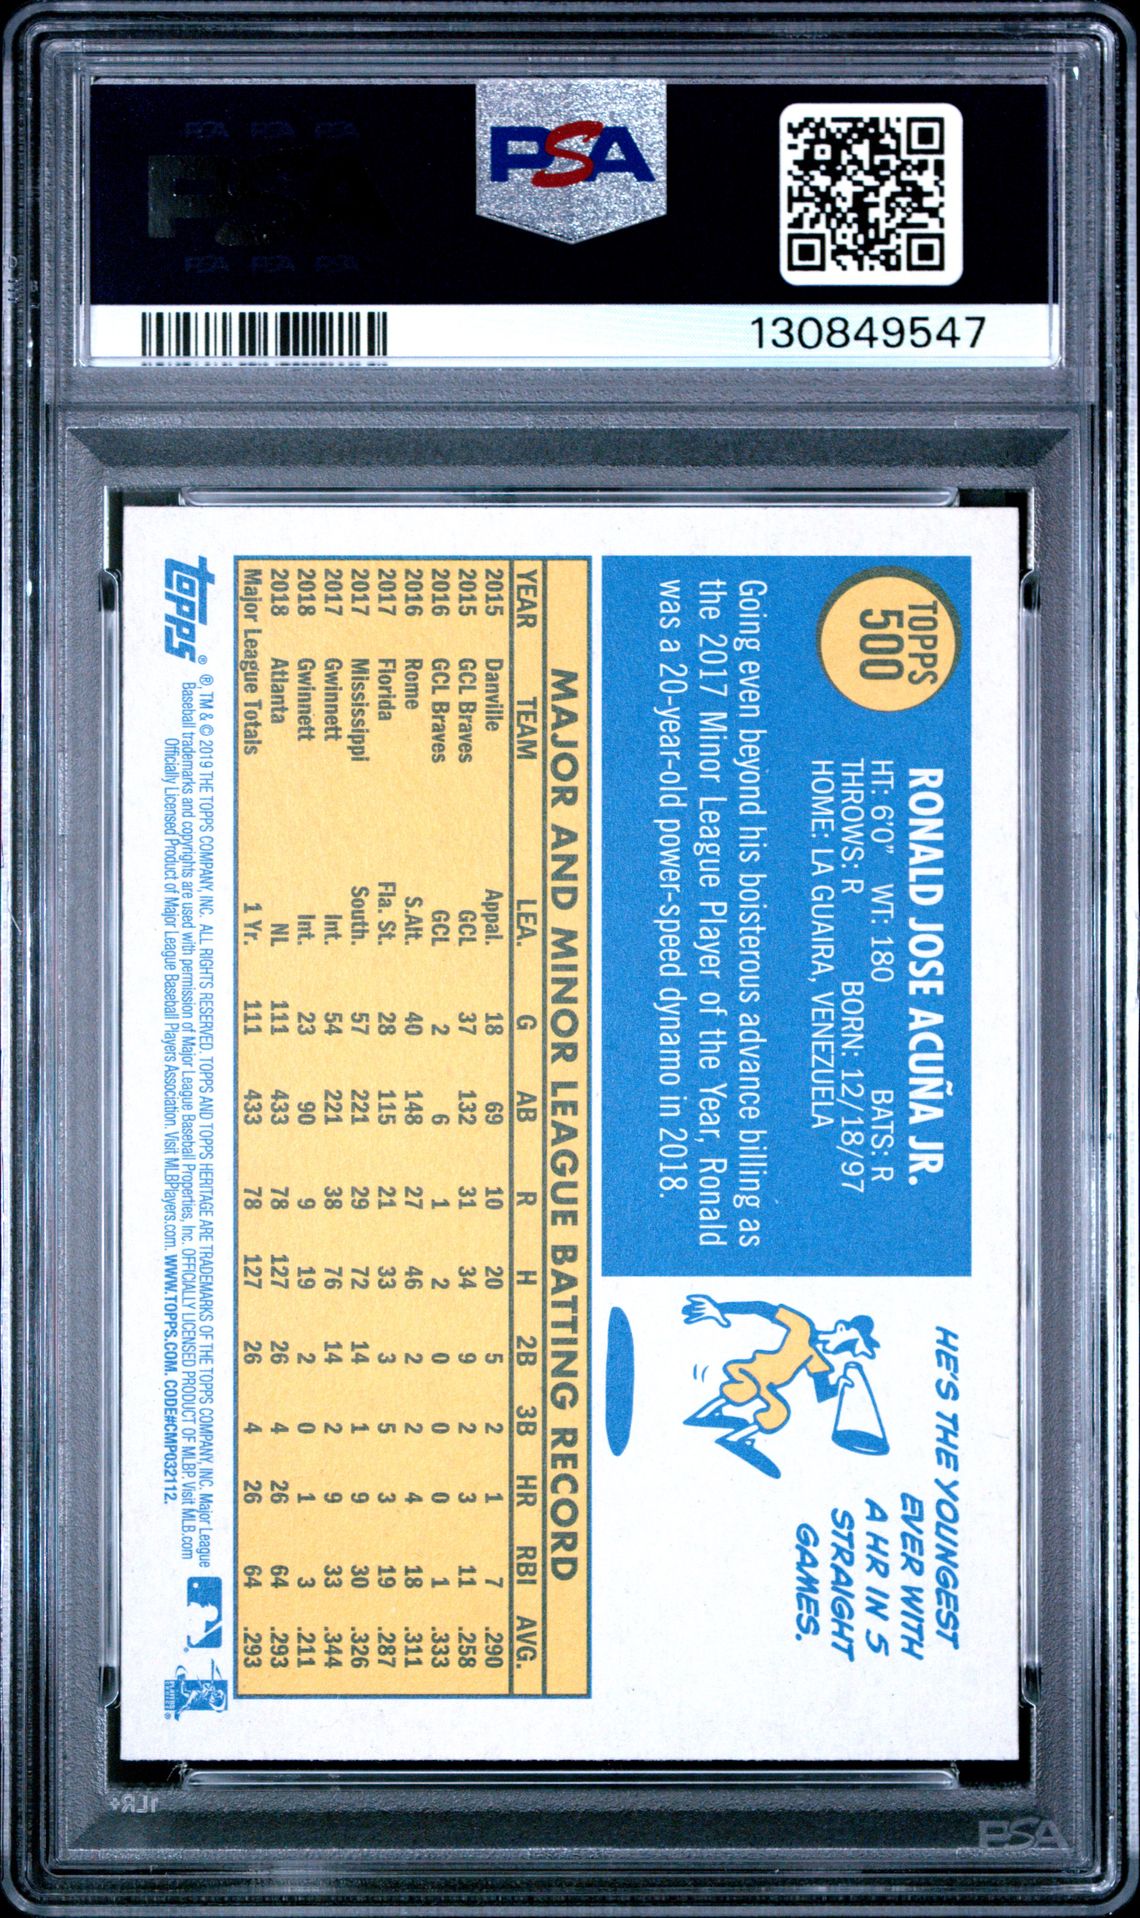 PSA
130849547
TOPPS
500
RONALD JOSE ACUÑA JR.
HT: 6'0" WT: 180 BATS: R
THROWS: R BORN: 12/18/97
HOME: LA GUAIRA, VENEZUELA
Going even beyond his boisterous advance billing as
the 2017 Minor League Player of the Year, Ronald
was a 20-year-old power-speed dynamo in 2018.
HE'S THE YOUNGEST
EVER WITH
A HR IN 5
STRAIGHT
GAMES.
MAJOR AND MINOR LEAGUE BATTING RECORD
YEAR TEAM LEA. G AB R H 2B 3B HR RBI AVG.
2015 Danville Appal. 18 69 10 20 5 2 1 7 .290
2015 GCL Braves GCL 37 132 31 34 9 2 3 11 .258
2016 GCL Braves GCL 2 6 1 2 0 0 0 1 .333
2016 Rome S.Alt. 40 148 27 46 2 2 4 18 .311
2017 Florida Fla. St. 28 115 21 33 3 5 3 19 .287
2017 Mississippi South. 57 221 29 72 14 1 9 30 .326
2017 Gwinnett Int. 54 221 38 76 14 2 9 33 .344
2018 Gwinnett Int. 23 90 9 19 2 0 1 3 .211
2018 Atlanta NL 111 433 78 127 26 4 26 64 .293
Major League Totals 1 Yr. 111 433 78 127 26 4 26 64 .293
topps®
®, TM & © 2019 THE TOPPS COMPANY, INC. ALL RIGHTS RESERVED. TOPPS AND TOPPS HERITAGE ARE TRADEMARKS OF THE TOPPS COMPANY, INC. Major League
Baseball trademarks and copyrights are used with permission of Major League Baseball Properties, Inc. OFFICIALLY LICENSED PRODUCT OF MLBP. Visit MLB.com
Officially Licensed Product of Major League Baseball Players Association. Visit MLBPlayers.com. WWW.TOPPS.COM. CODE#CMP032112.
1LR+
PSA